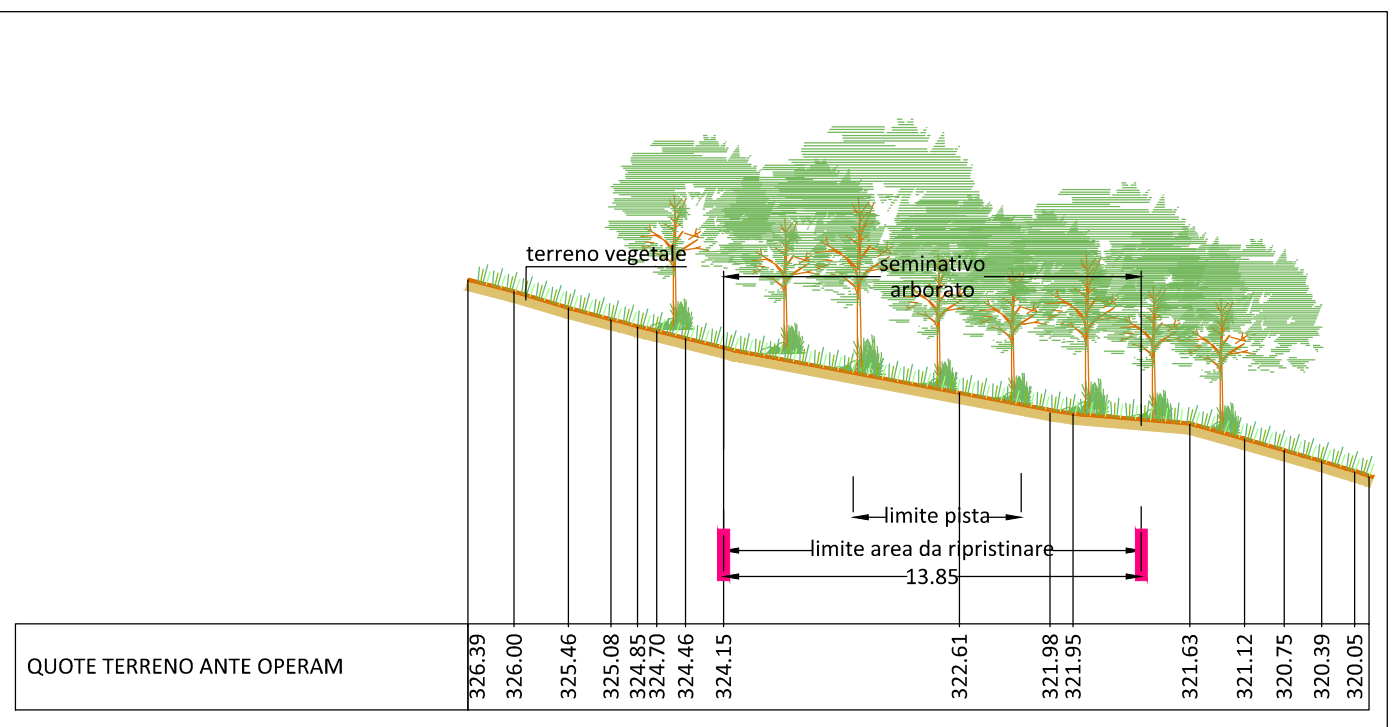 terreno vegetale
seminativo
arborato
limite pista
limite area da ripristinare
13.85
QUOTE TERRENO ANTE OPERAM
326.39
326.00
325.46
325.08
324.85
324.70
324.46
324.15
322.61
321.98
321.95
321.63
321.12
320.75
320.39
320.05